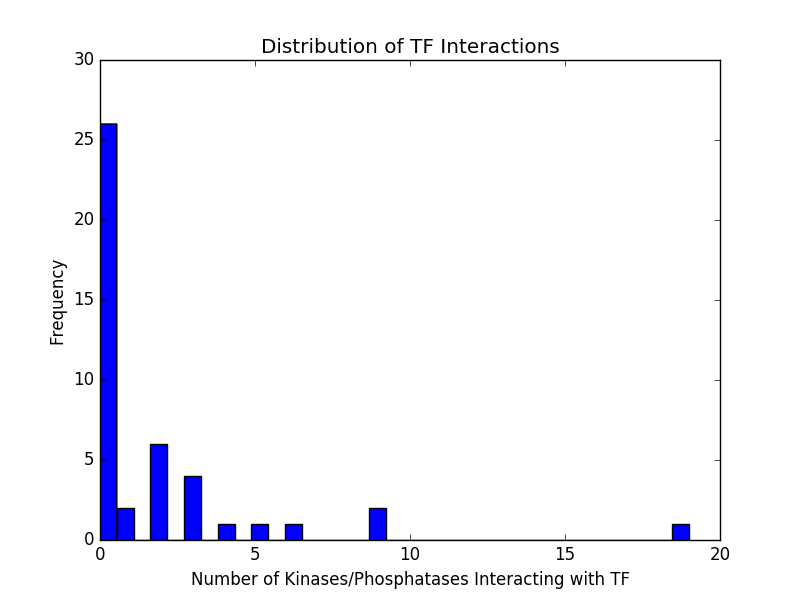 Distribution of TF Interactions
30
25
20
15
10
5
0
Frequency
0 5 10 15 20
Number of Kinases/Phosphatases Interacting with TF